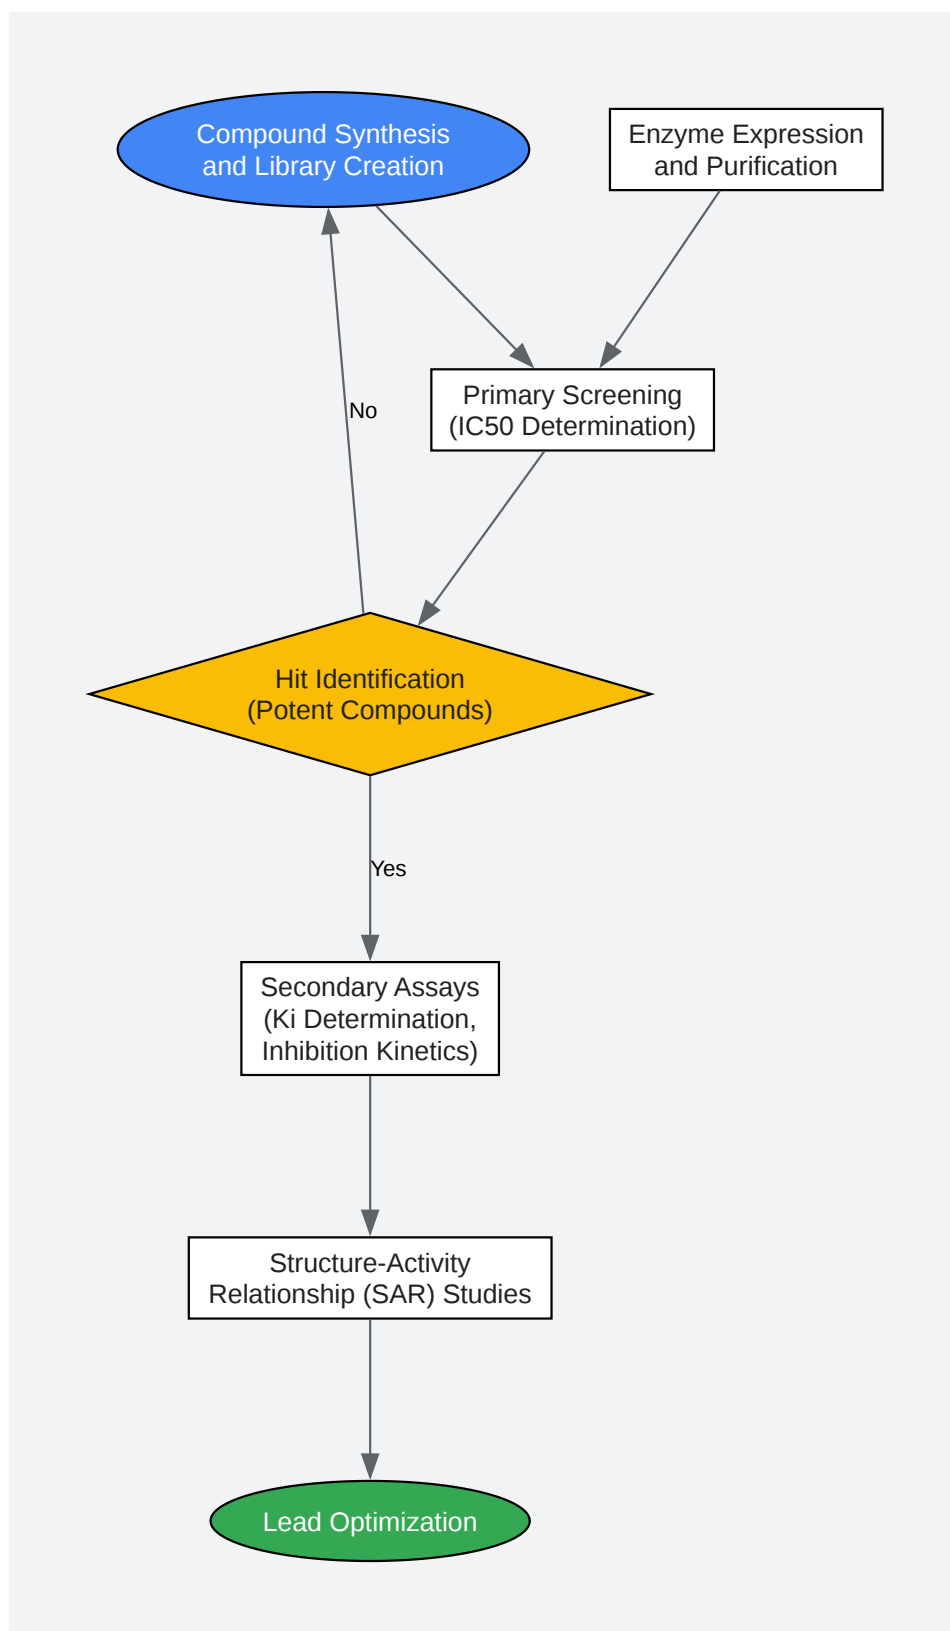 Compound Synthesis
and Library Creation
Enzyme Expression
and Purification
Primary Screening
(IC50 Determination)
No
Hit Identification
(Potent Compounds)
Yes
Secondary Assays
(Ki Determination,
Inhibition Kinetics)
Structure-Activity
Relationship (SAR) Studies
Lead Optimization